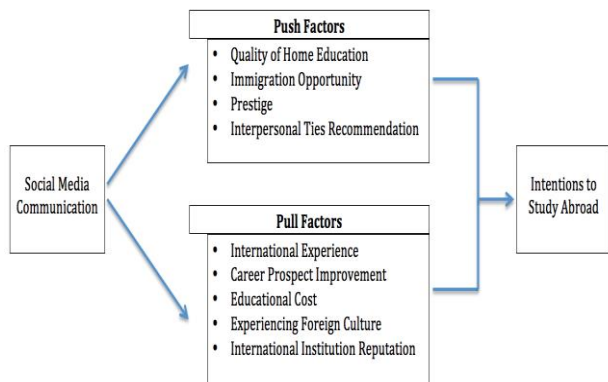 Push Factors
• Quality of Home Education
• Immigration Opportunity
• Prestige
• Interpersonal Ties Recommendation
Social Media
Communication
Intentions to
Study Abroad
Pull Factors
• International Experience
• Career Prospect Improvement
• Educational Cost
• Experiencing Foreign Culture
• International Institution Reputation